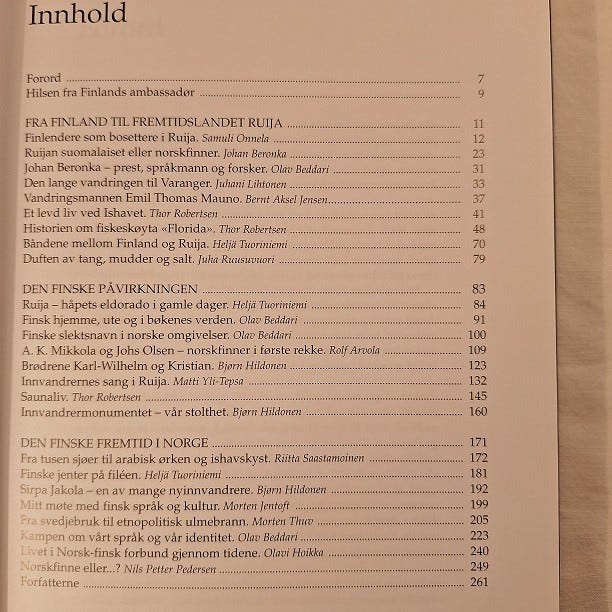 Innhold
Forord ........ 7
Hilsen fra Finlands ambassadør ........ 9
FRA FINLAND TIL FREMTIDSLANDET RUIJA ........ 11
Finlendere som bosettere i Ruija. Samuli Onnela ........ 12
Ruijan suomalaiset eller norskfinner. Johan Beronka ........ 23
Johan Beronka – prest, språkmann og forsker. Olav Beddari ........ 31
Den lange vandringen til Varanger. Juhani Lihtonen ........ 33
Vandringsmannen Emil Thomas Mauno. Bernt Aksel Jensen ........ 37
Et levd liv ved Ishavet. Thor Robertsen ........ 41
Historien om fiskeskøyta «Florida». Thor Robertsen ........ 48
Båndene mellom Finland og Ruija. Heljä Tuoriniemi ........ 70
Duften av tang, mudder og salt. Juha Ruusuvuori ........ 79
DEN FINSKE PÅVIRKNINGEN ........ 83
Ruija – håpets eldorado i gamle dager. Heljä Tuoriniemi ........ 84
Finsk hjemme, ute og i bøkenes verden. Olav Beddari ........ 91
Finske slektsnavn i norske omgivelser. Olav Beddari ........ 100
A. K. Mikkola og Johs Olsen – norskfinner i første rekke. Rolf Arvola ........ 109
Brødrene Karl-Wilhelm og Kristian. Bjørn Hildonen ........ 123
Innvandrernes sang i Ruija. Matti Yli-Tepsa ........ 132
Saunaliv. Thor Robertsen ........ 145
Innvandrermonumentet – vår stolthet. Bjørn Hildonen ........ 160
DEN FINSKE FREMTID I NORGE ........ 171
Fra tusen sjøer til arabisk ørken og ishavskyst. Riitta Saastamoinen ........ 172
Finske jenter på filéen. Heljä Tuoriniemi ........ 181
Sirpa Jakola – en av mange nyinnvandrere. Bjørn Hildonen ........ 192
Mitt møte med finsk språk og kultur. Morten Jentoft ........ 199
Fra svedjebruk til etnopolitisk ulmebrann. Morten Thuv ........ 205
Kampen om vårt språk og vår identitet. Olav Beddari ........ 223
Livet i Norsk-finsk forbund gjennom tidene. Olavi Hoikka ........ 240
Norskfinne eller...? Nils Petter Pedersen ........ 249
Forfatterne ........ 261